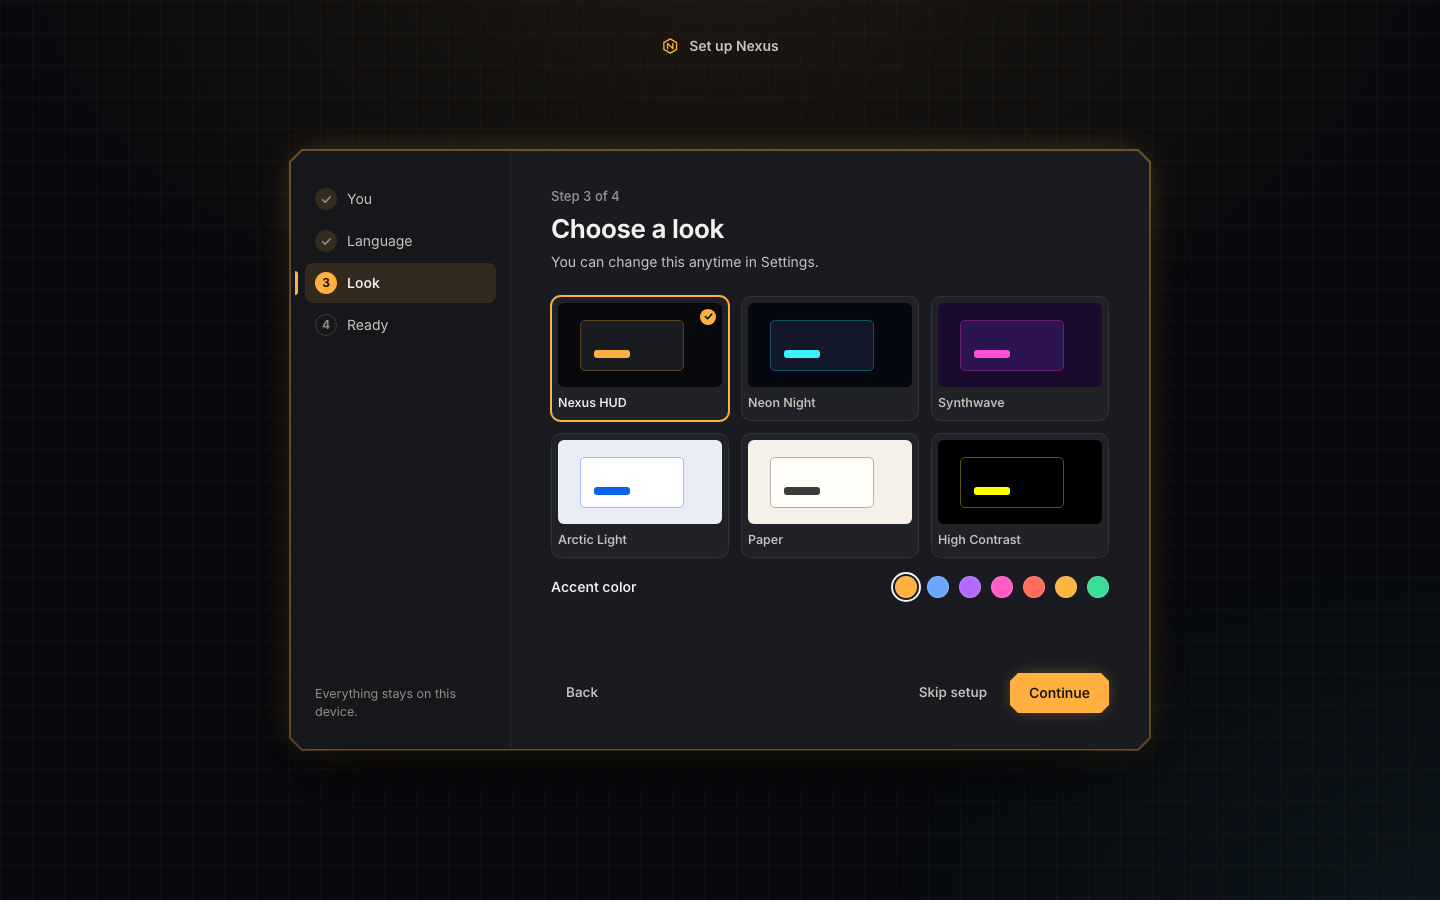 Set up Nexus
You
Language
3 Look
4 Ready
Everything stays on this
device.
Step 3 of 4
Choose a look
You can change this anytime in Settings.
Nexus HUD
Neon Night
Synthwave
Arctic Light
Paper
High Contrast
Accent color
Back
Skip setup
Continue